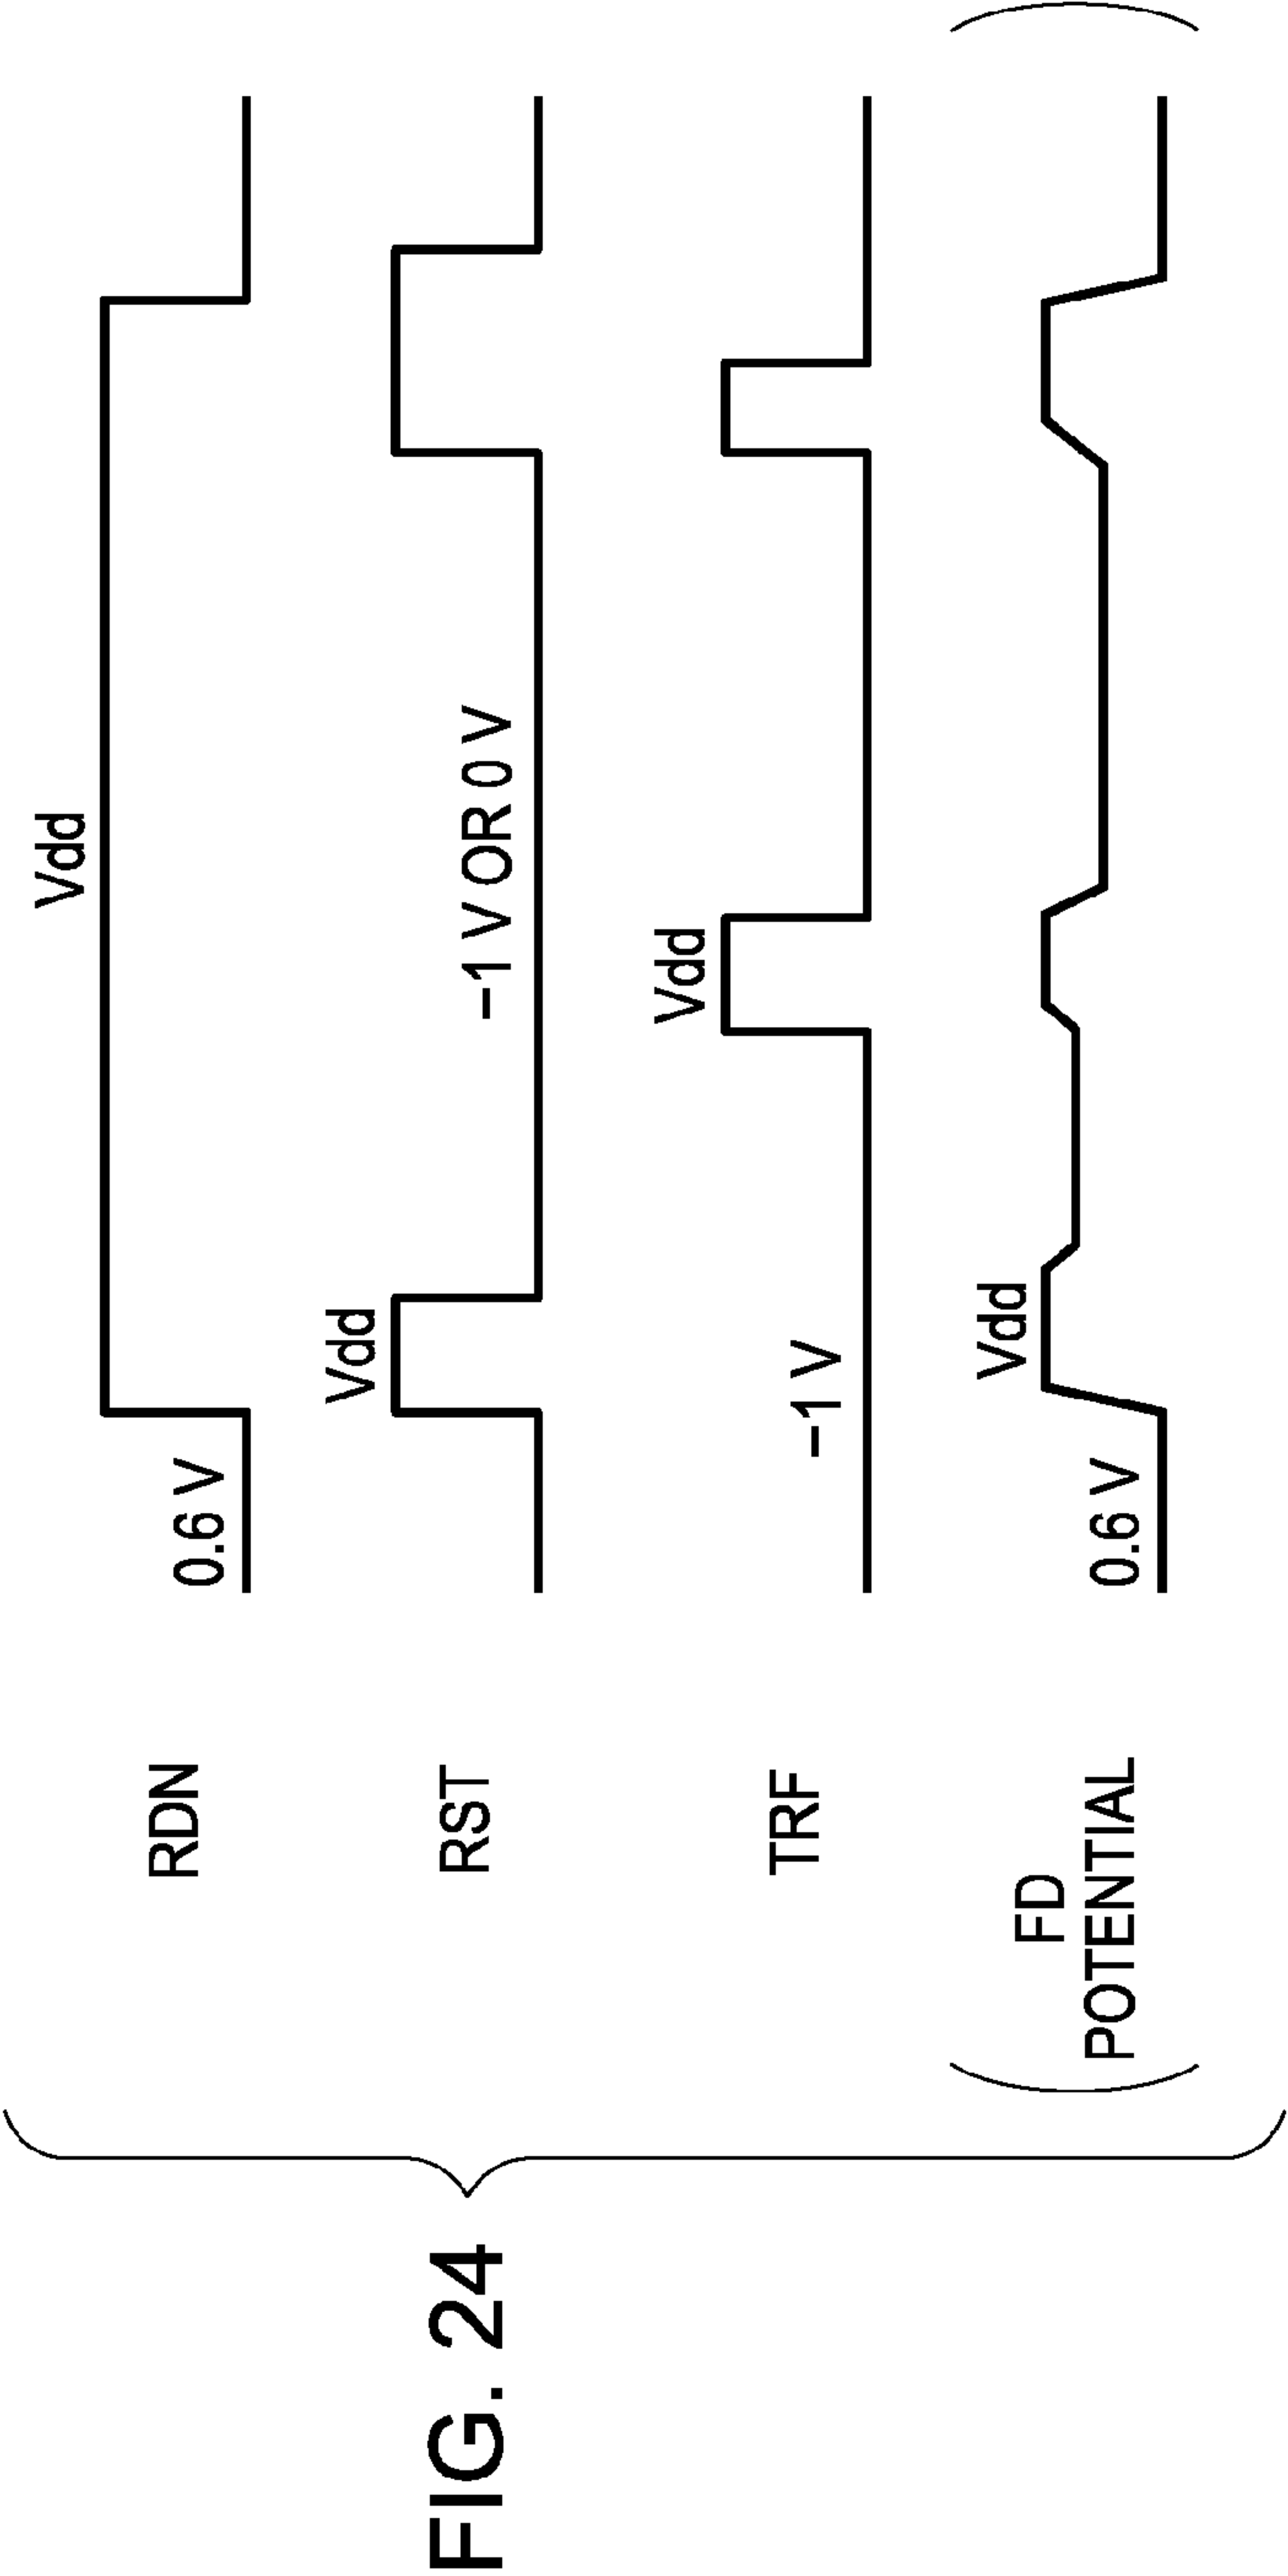 FIG. 24
RDN
0.6 V
Vdd
RST
Vdd
−1 V OR 0 V
TRF
−1 V
Vdd
FD
POTENTIAL
0.6 V
Vdd